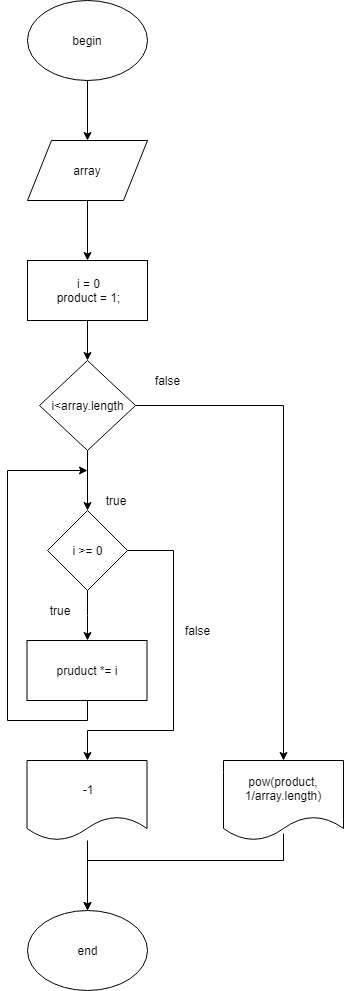 begin
array
i = 0
product = 1;
false
i<array.length
true
i >= 0
true
false
pruduct *= i
-1
pow(product,
1/array.length)
end